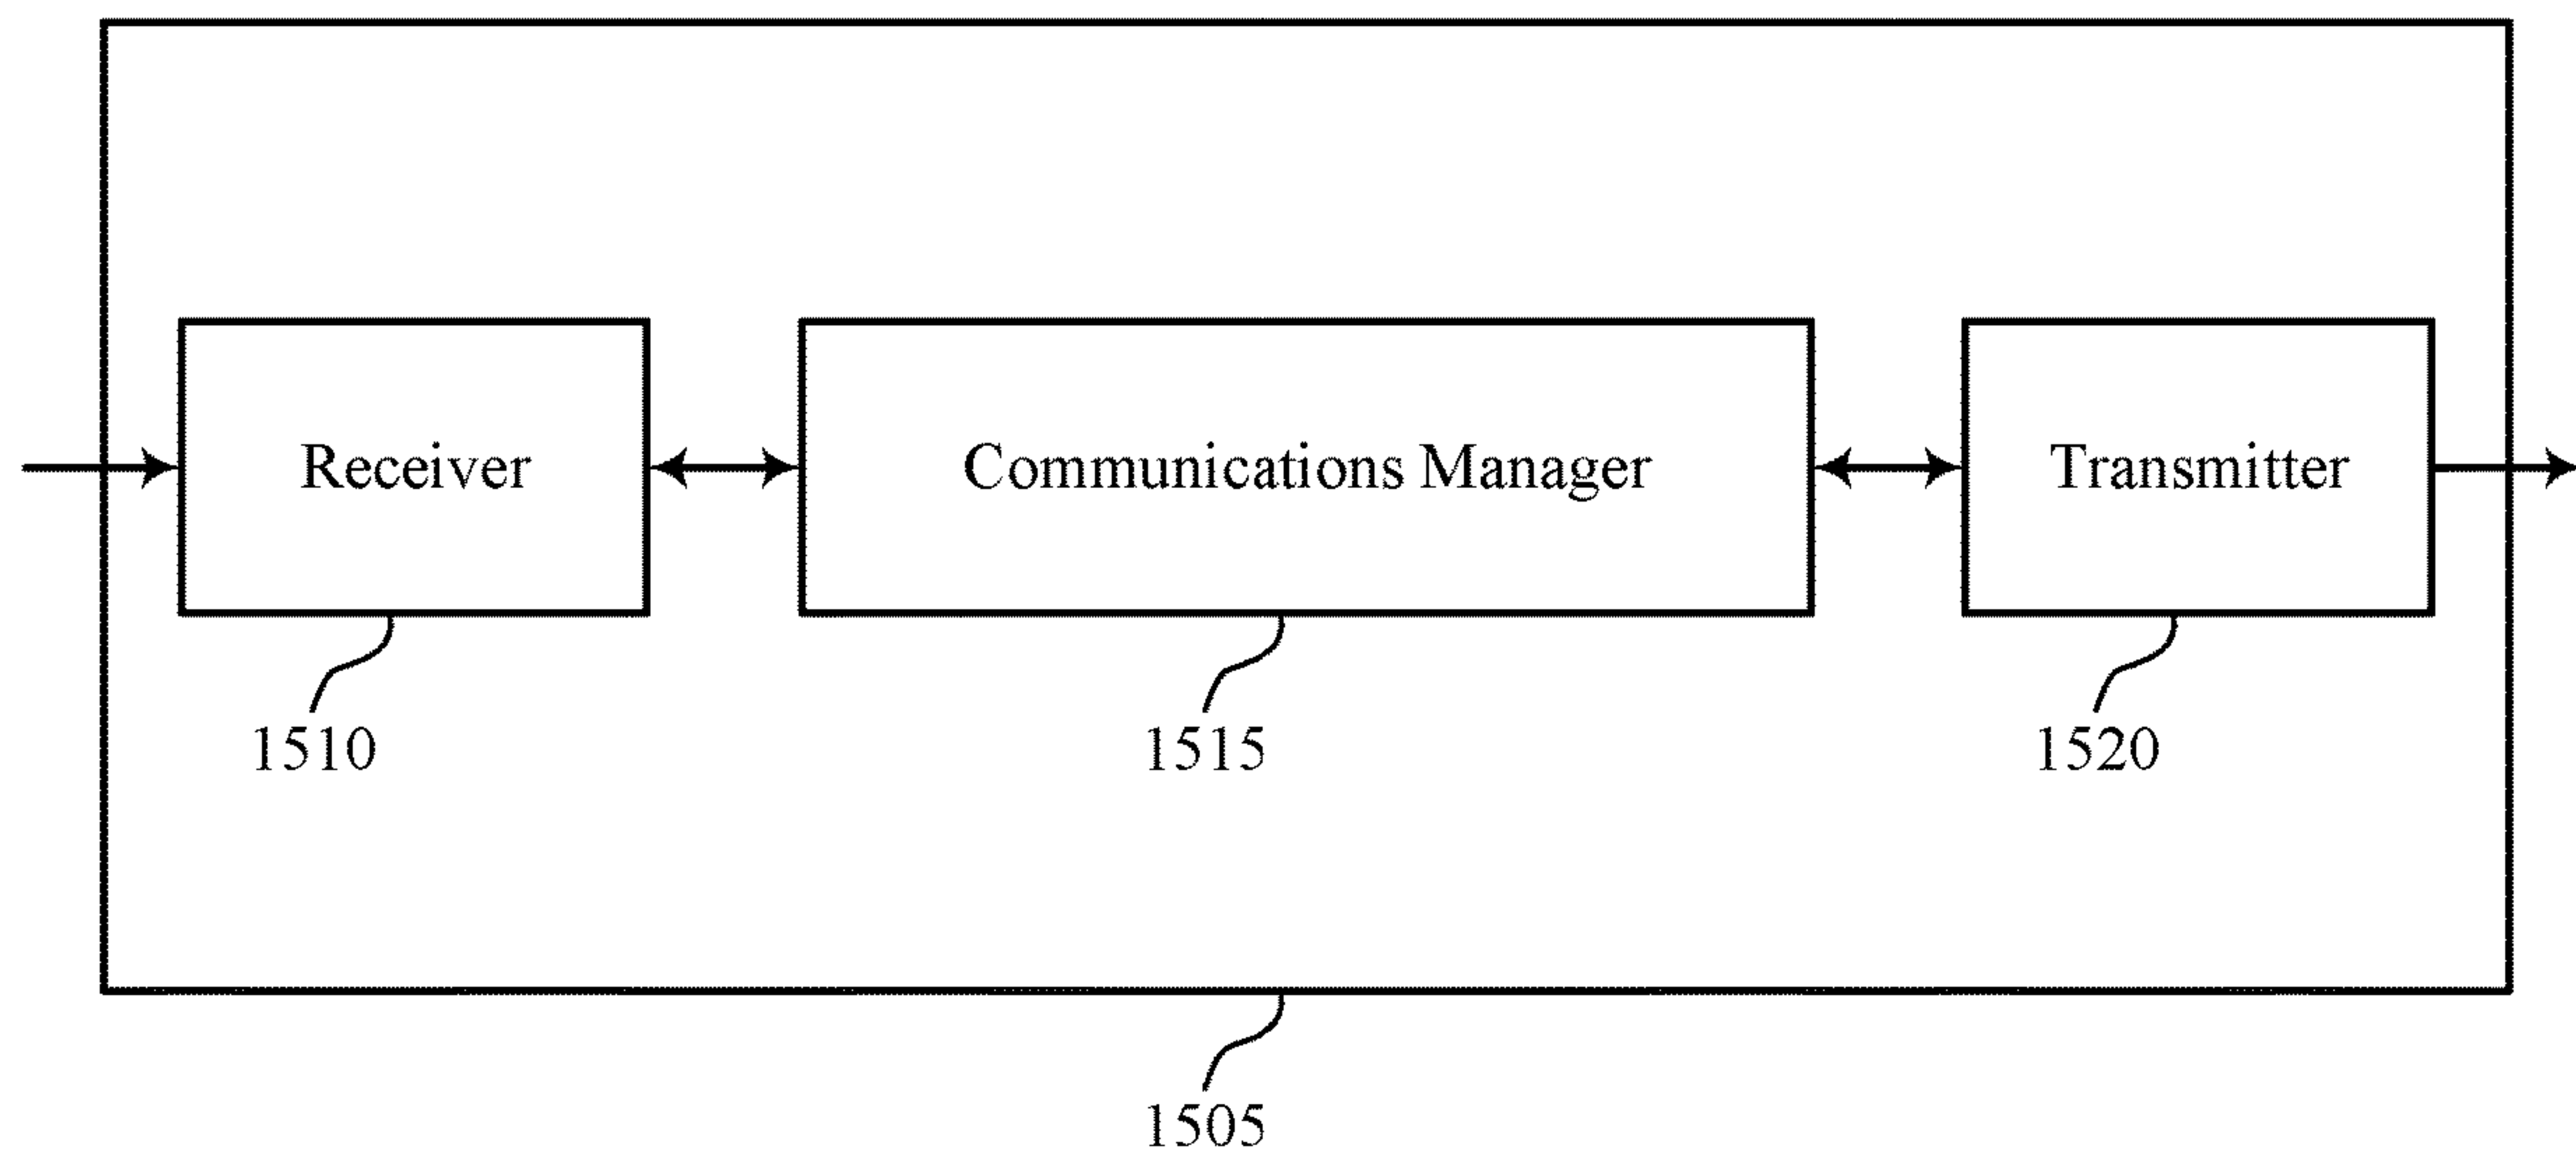 Receiver
Communications Manager
Transmitter
1510
1515
1520
1505